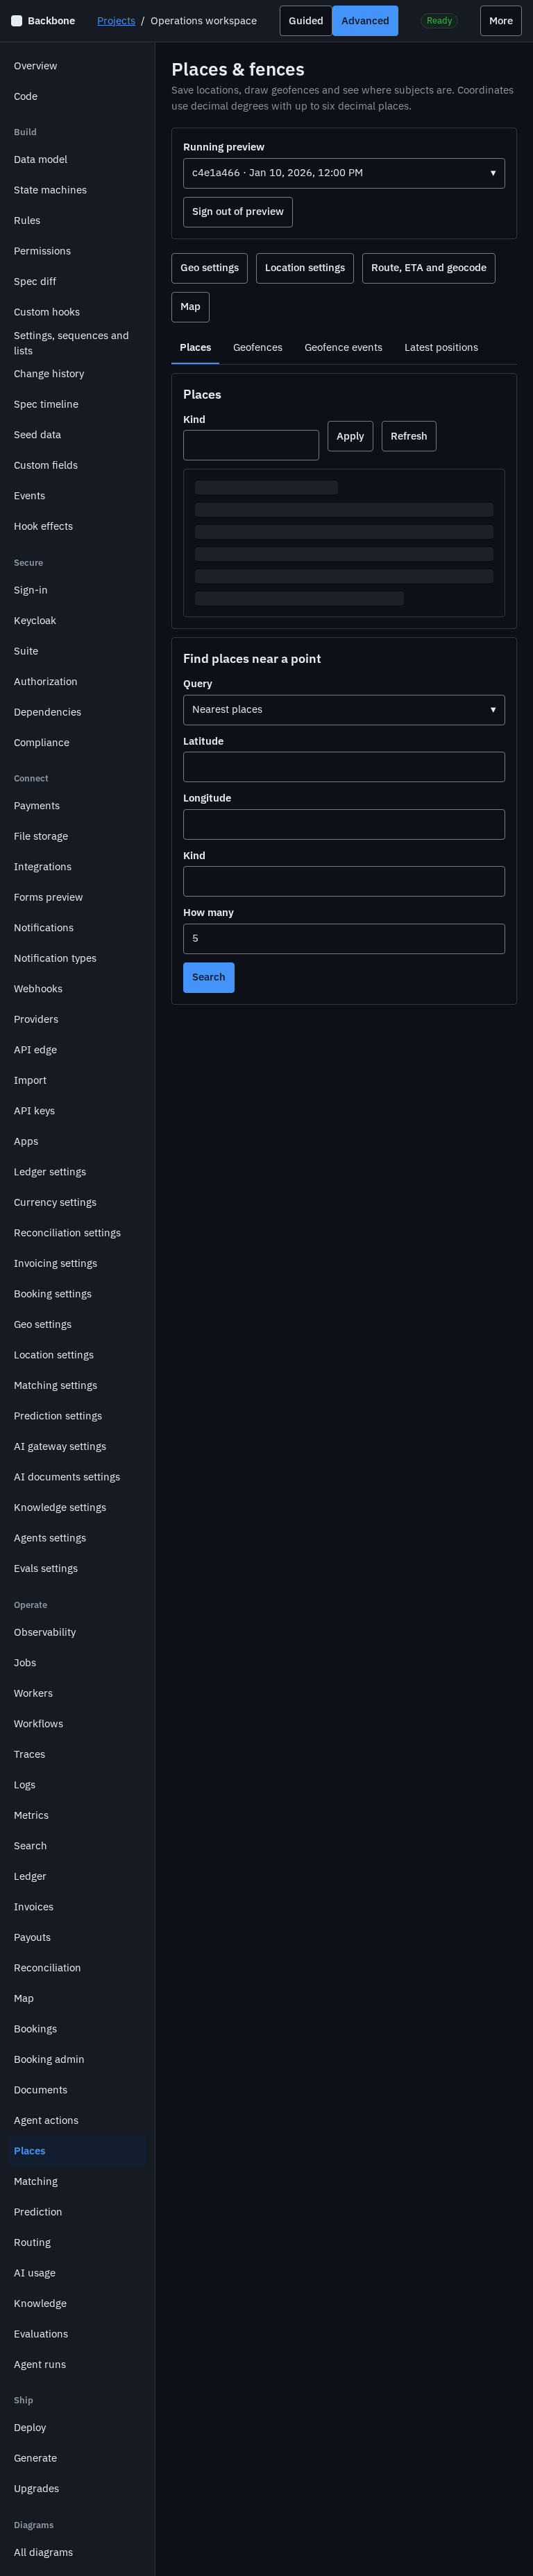 Backbone
Projects / Operations workspace
Guided
Advanced
Ready
More
Overview
Code
Build
Data model
State machines
Rules
Permissions
Spec diff
Custom hooks
Settings, sequences and
lists
Change history
Spec timeline
Seed data
Custom fields
Events
Hook effects
Secure
Sign-in
Keycloak
Suite
Authorization
Dependencies
Compliance
Connect
Payments
File storage
Integrations
Forms preview
Notifications
Notification types
Webhooks
Providers
API edge
Import
API keys
Apps
Ledger settings
Currency settings
Reconciliation settings
Invoicing settings
Booking settings
Geo settings
Location settings
Matching settings
Prediction settings
AI gateway settings
AI documents settings
Knowledge settings
Agents settings
Evals settings
Operate
Observability
Jobs
Workers
Workflows
Traces
Logs
Metrics
Search
Ledger
Invoices
Payouts
Reconciliation
Map
Bookings
Booking admin
Documents
Agent actions
Places
Matching
Prediction
Routing
AI usage
Knowledge
Evaluations
Agent runs
Ship
Deploy
Generate
Upgrades
Diagrams
All diagrams
Places & fences
Save locations, draw geofences and see where subjects are. Coordinates
use decimal degrees with up to six decimal places.
Running preview
c4e1a466 · Jan 10, 2026, 12:00 PM
Sign out of preview
Geo settings
Location settings
Route, ETA and geocode
Map
Places
Geofences
Geofence events
Latest positions
Places
Kind
Apply
Refresh
Find places near a point
Query
Nearest places
Latitude
Longitude
Kind
How many
5
Search